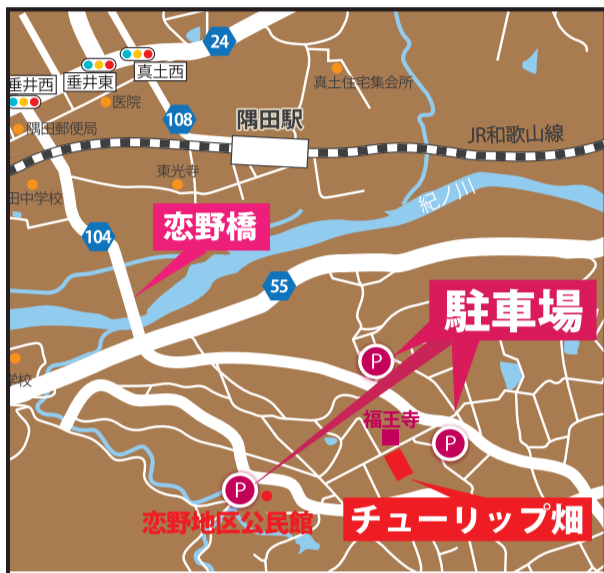 24
真土西
垂井東
垂井西
医院
真土住宅集会所
108
隅田駅
隅田郵便局
JR和歌山線
東光寺
田中学校
紀ノ川
104
恋野橋
55
駐車場
P
学校
福王寺
P
P
恋野地区公民館
チューリップ畑